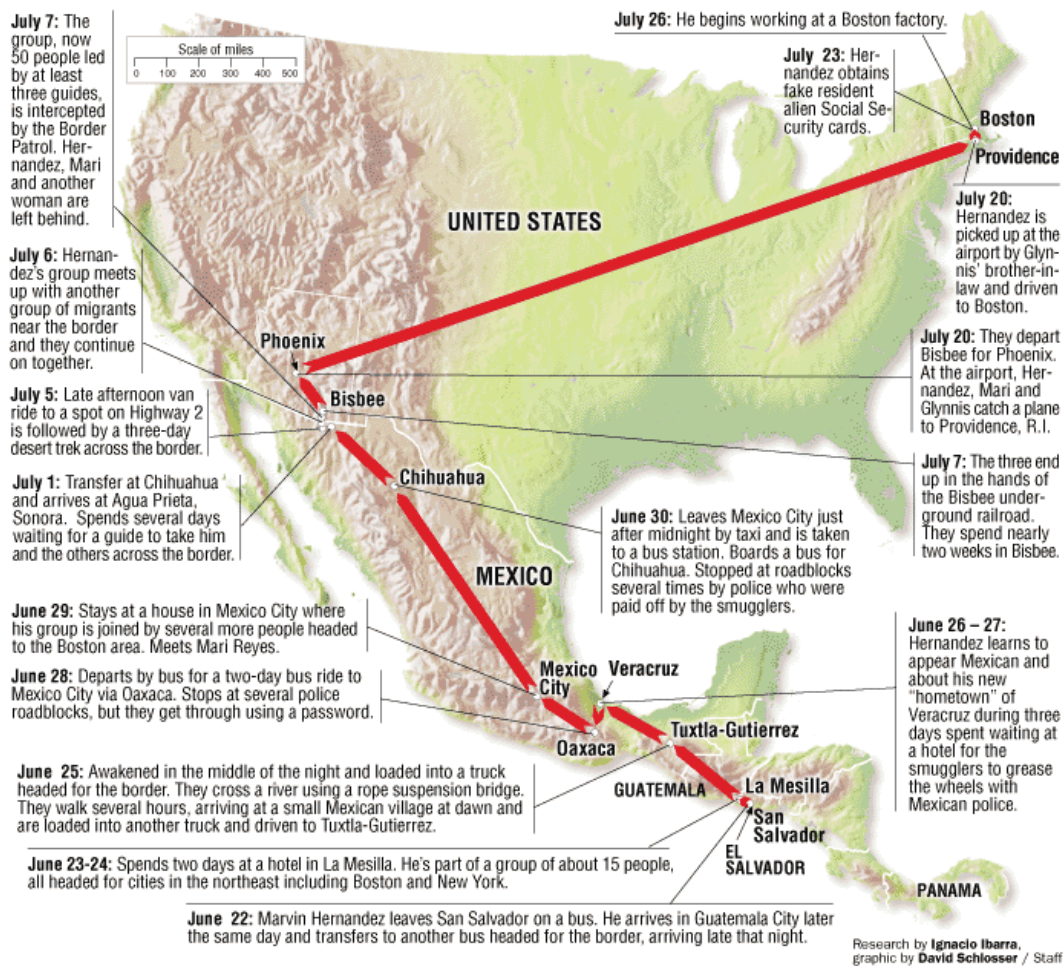 July 7: The
group, now
50 people led
by at least
three guides,
is intercepted
by the Border
Patrol. Her-
nandez, Mari
and another
woman are
left behind.
Scale of miles
0 100 200 300 400 500
July 26: He begins working at a Boston factory.
July 23: Her-
nandez obtains
fake resident
alien Social Se-
curity cards.
Boston
Providence
July 20:
Hernandez is
picked up at the
airport by Glyn-
nis' brother-in-
law and driven
to Boston.
UNITED STATES
July 6: Hernan-
dez's group meets
up with another
group of migrants
near the border
and they continue
on together.
Phoenix
July 20: They depart
Bisbee for Phoenix.
At the airport, Her-
nandez, Mari and
Glynnis catch a plane
to Providence, R.I.
July 5: Late afternoon van
ride to a spot on Highway 2
is followed by a three-day
desert trek across the border.
Bisbee
July 7: The three end
up in the hands of
the Bisbee under-
ground railroad.
They spend nearly
two weeks in Bisbee.
July 1: Transfer at Chihuahua
and arrives at Agua Prieta,
Sonora. Spends several days
waiting for a guide to take him
and the others across the border.
Chihuahua
June 30: Leaves Mexico City just
after midnight by taxi and is taken
to a bus station. Boards a bus for
Chihuahua. Stopped at roadblocks
several times by police who were
paid off by the smugglers.
MEXICO
June 29: Stays at a house in Mexico City where
his group is joined by several more people headed
to the Boston area. Meets Mari Reyes.
June 26 – 27:
Hernandez learns to
appear Mexican and
about his new
"hometown" of
Veracruz during three
days spent waiting at
a hotel for the
smugglers to grease
the wheels with
Mexican police.
June 28: Departs by bus for a two-day bus ride to
Mexico City via Oaxaca. Stops at several police
roadblocks, but they get through using a password.
Mexico
City
Veracruz
Oaxaca
Tuxtla-Gutierrez
June 25: Awakened in the middle of the night and loaded into a truck
headed for the border. They cross a river using a rope suspension bridge.
They walk several hours, arriving at a small Mexican village at dawn and
are loaded into another truck and driven to Tuxtla-Gutierrez.
GUATEMALA
La Mesilla
San
Salvador
EL
SALVADOR
June 23-24: Spends two days at a hotel in La Mesilla. He's part of a group of about 15 people,
all headed for cities in the northeast including Boston and New York.
PANAMA
June 22: Marvin Hernandez leaves San Salvador on a bus. He arrives in Guatemala City later
the same day and transfers to another bus headed for the border, arriving late that night.
Research by Ignacio Ibarra,
graphic by David Schlosser / Staff